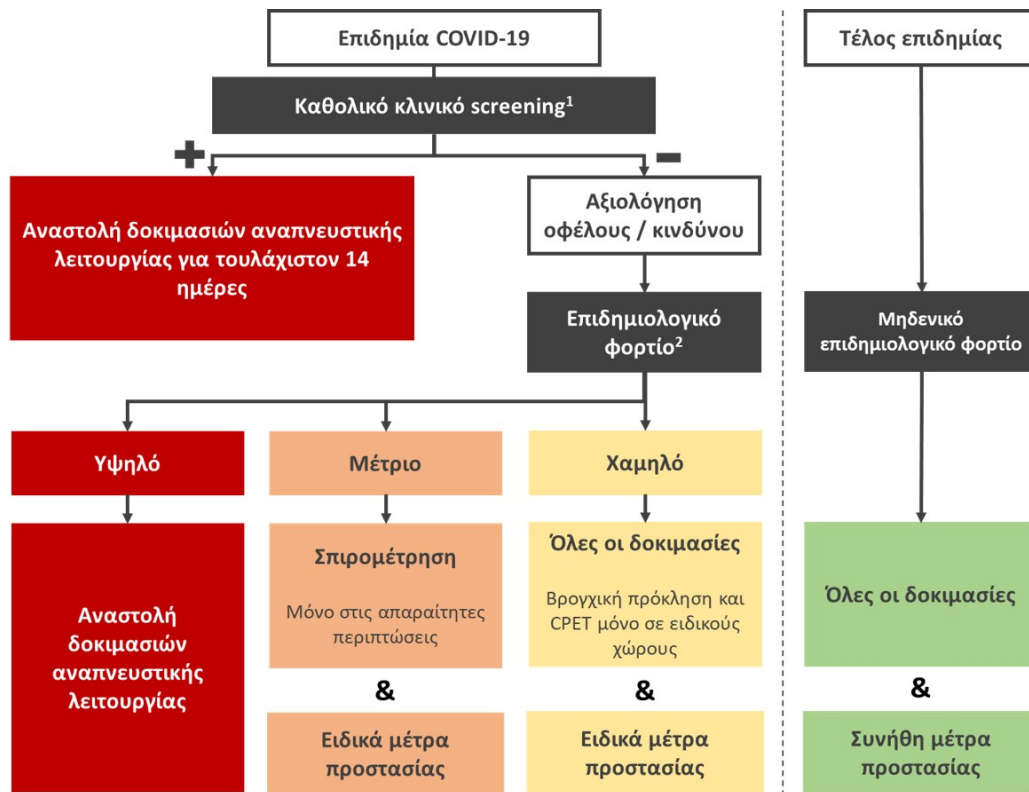 Επιδημία COVID-19
Τέλος επιδημίας
Καθολικό κλινικό screening¹
+
−
Αναστολή δοκιμασιών αναπνευστικής
λειτουργίας για τουλάχιστον 14
ημέρες
Αξιολόγηση
οφέλους / κινδύνου
Επιδημιολογικό
φορτίο²
Μηδενικό
επιδημιολογικό φορτίο
Υψηλό
Μέτριο
Χαμηλό
Αναστολή
δοκιμασιών
αναπνευστικής
λειτουργίας
Σπιρομέτρηση
Μόνο στις απαραίτητες
περιπτώσεις
&
Ειδικά μέτρα
προστασίας
Όλες οι δοκιμασίες
Βρογχική πρόκληση και
CPET μόνο σε ειδικούς
χώρους
&
Ειδικά μέτρα
προστασίας
Όλες οι δοκιμασίες
&
Συνήθη μέτρα
προστασίας